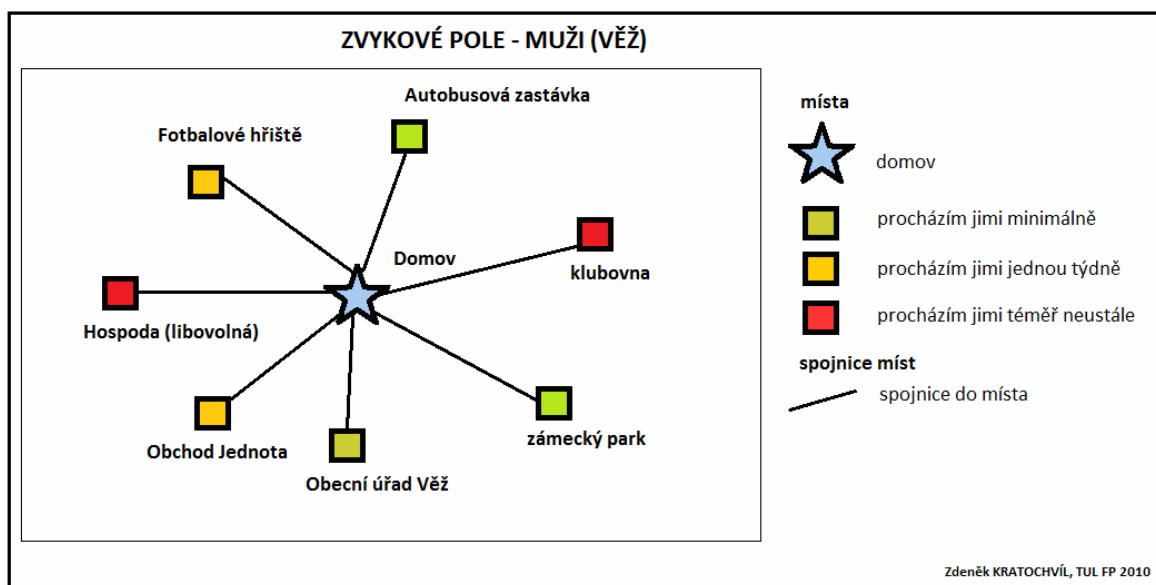 ZVYKOVÉ POLE - MUŽI (VĚŽ)
Autobusová zastávka
Fotbalové hřiště
Domov
klubovna
Hospoda (libovolná)
Obchod Jednota
Obecní úřad Věž
zámecký park
místa
domov
procházím jimi minimálně
procházím jimi jednou týdně
procházím jimi téměř neustále
spojnice míst
spojnice do místa
Zdeněk KRATOCHVÍL, TUL FP 2010